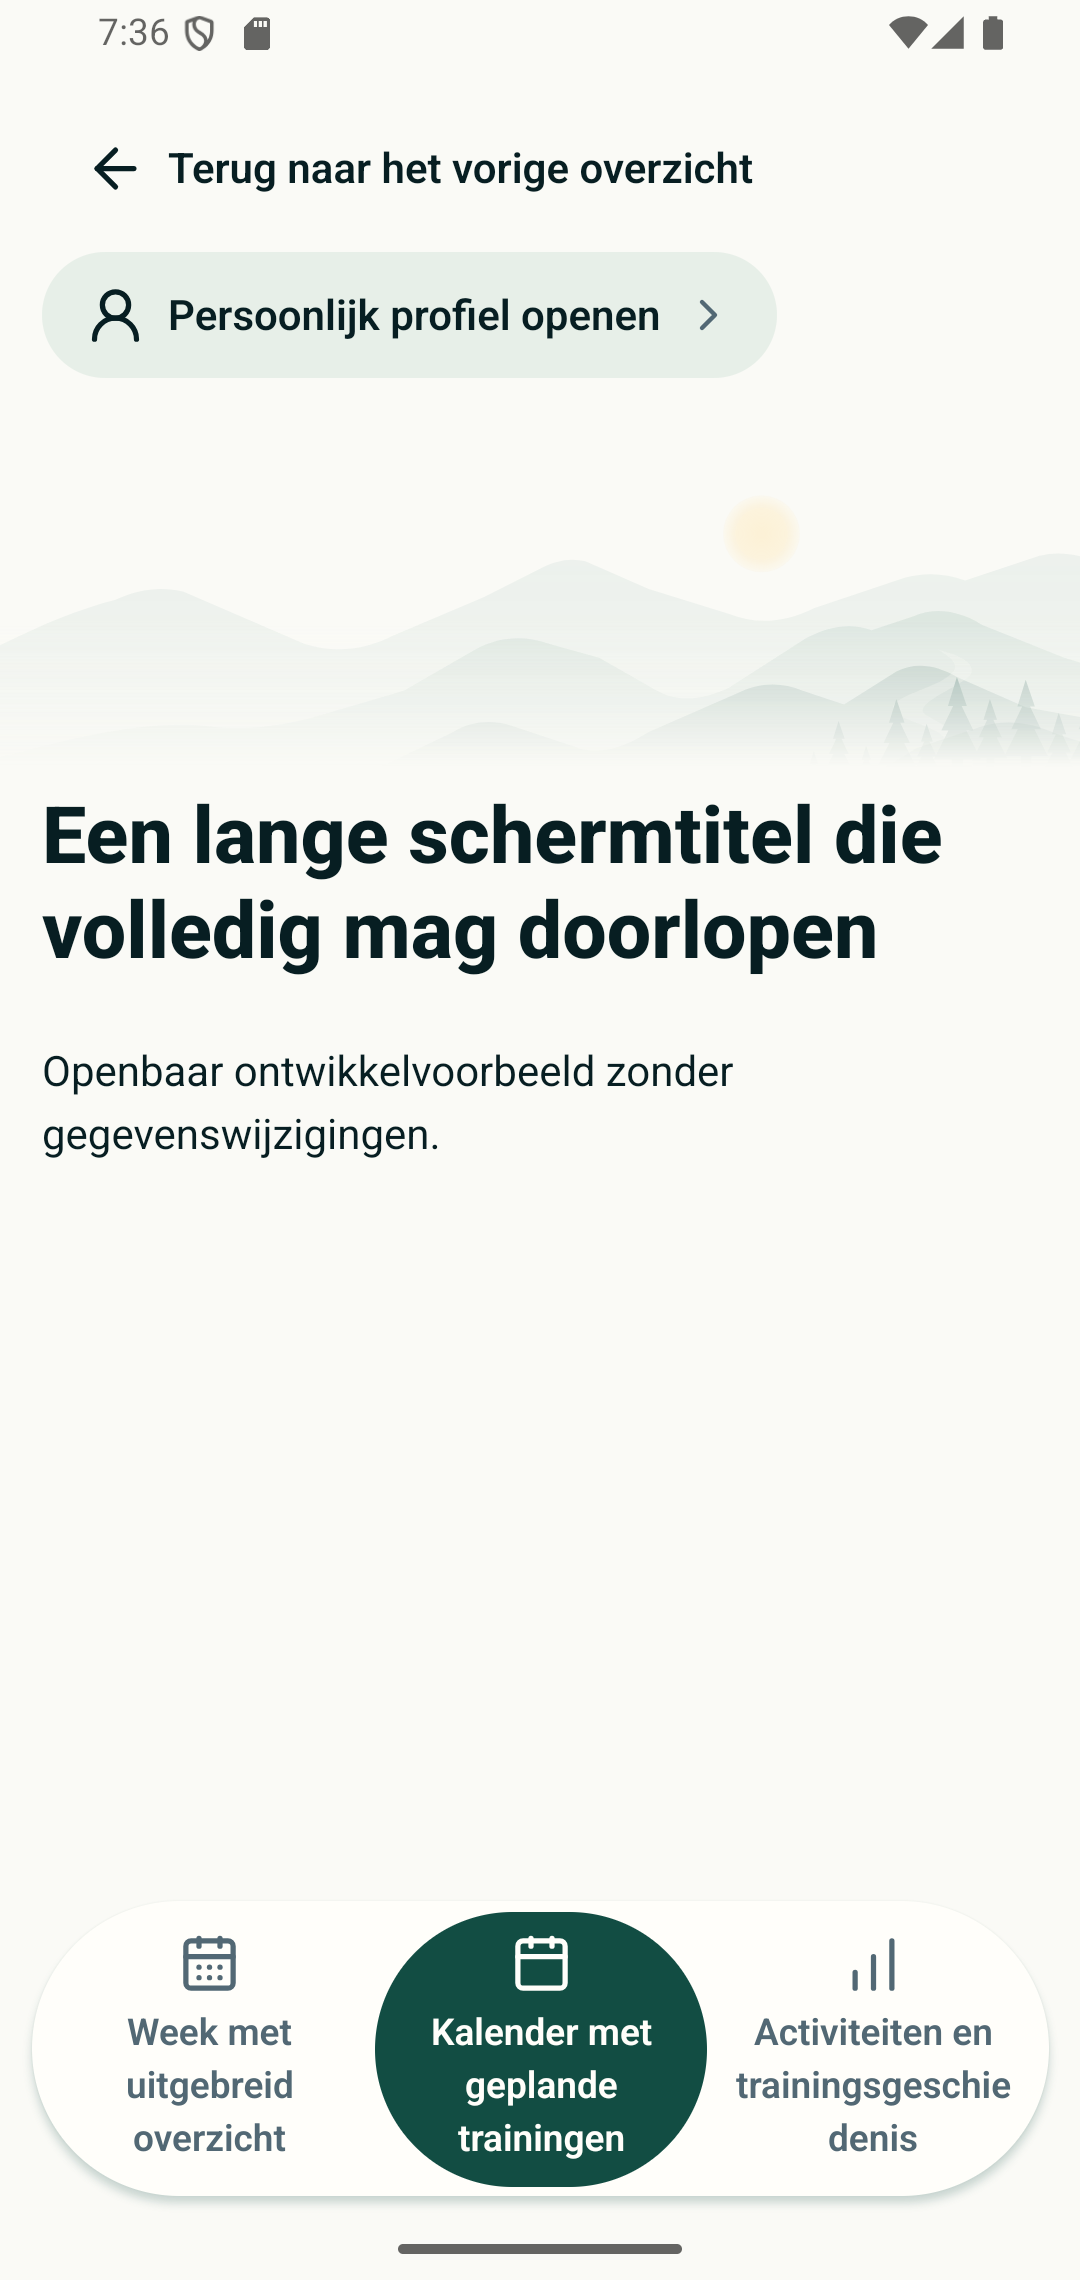 7:36
Terug naar het vorige overzicht
Persoonlijk profiel openen
Een lange schermtitel die
volledig mag doorlopen
Openbaar ontwikkelvoorbeeld zonder
gegevenswijzigingen.
Week met
uitgebreid
overzicht
Kalender met
geplande
trainingen
Activiteiten en
trainingsgeschie
denis